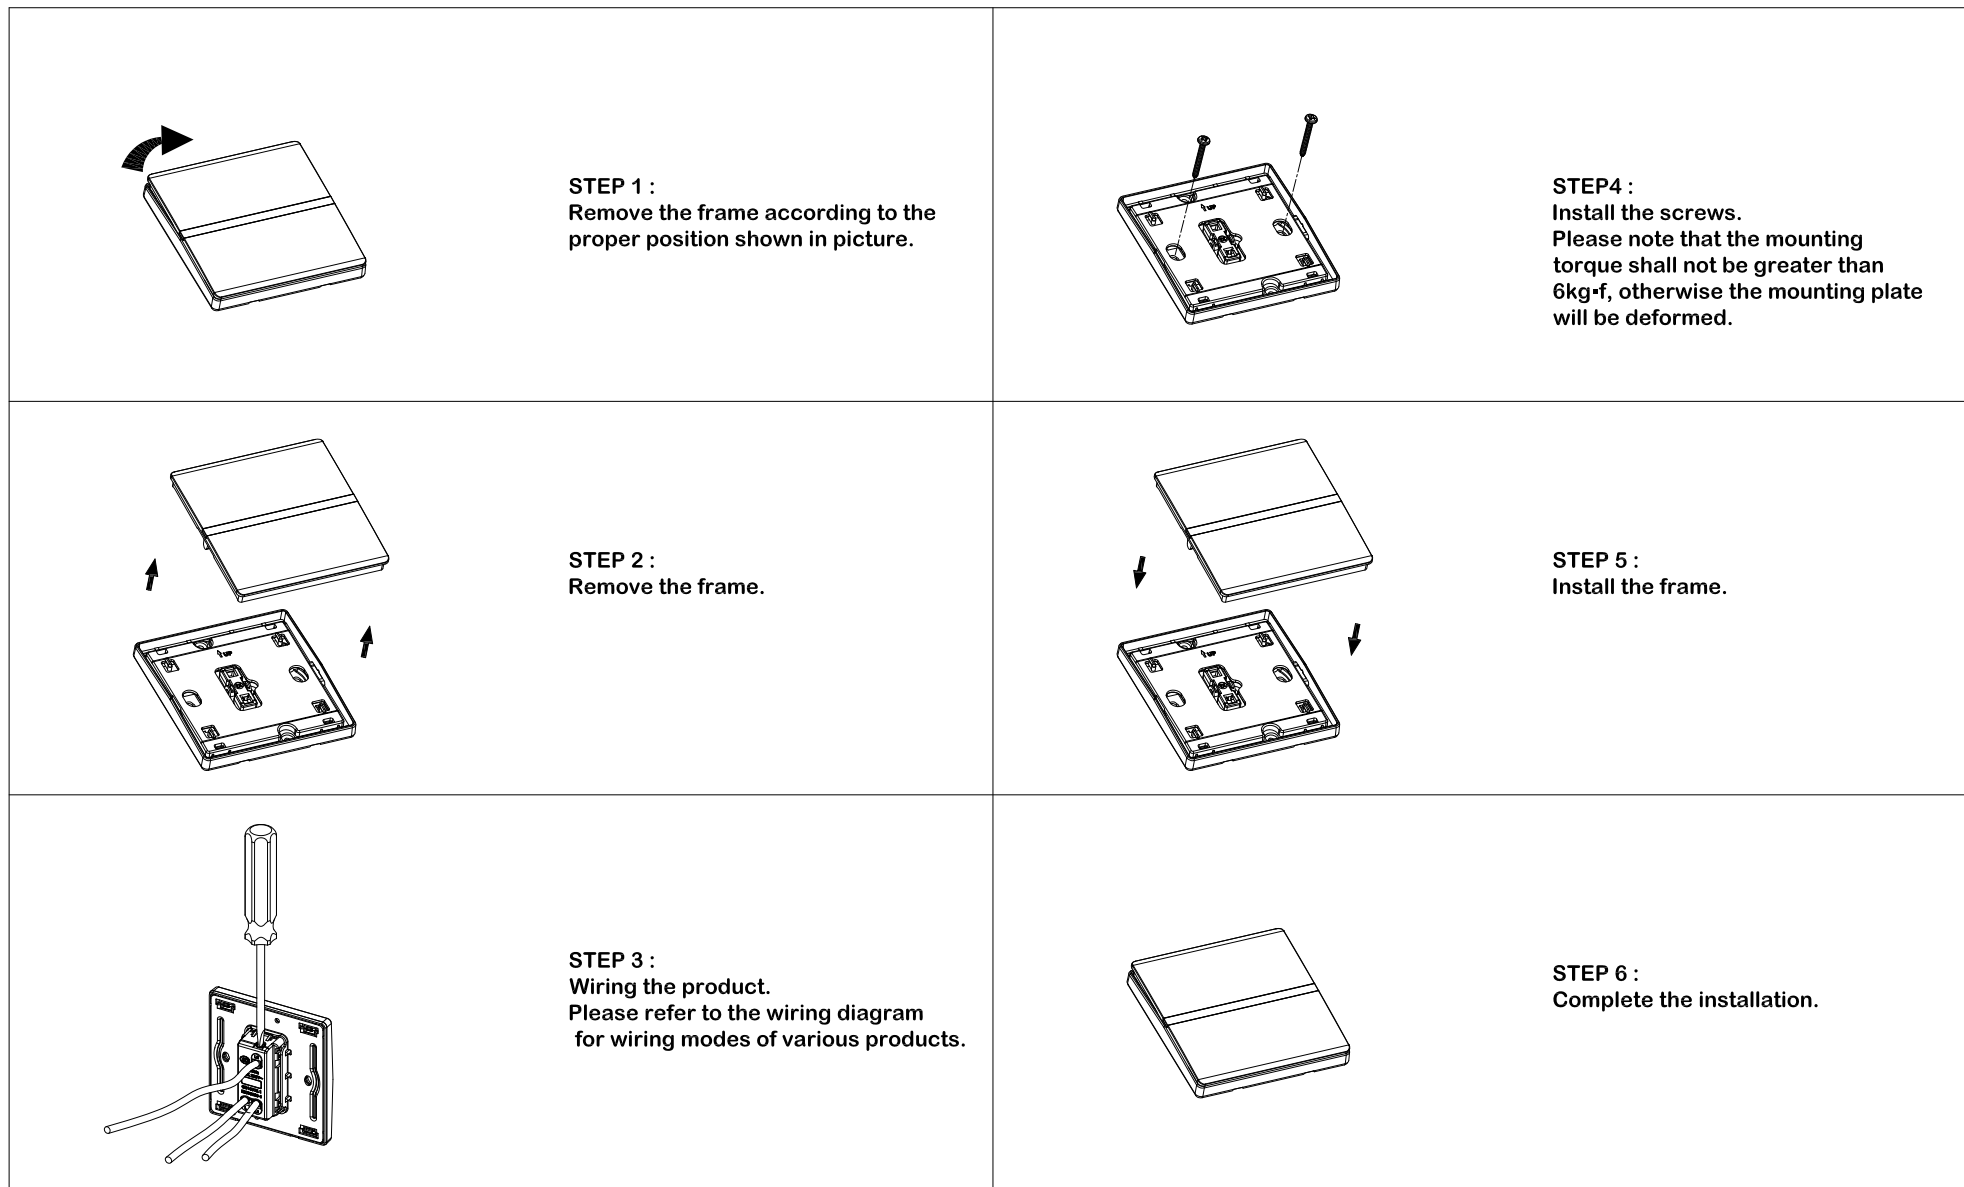 STEP 1 :
Remove the frame according to the
proper position shown in picture.
STEP 2 :
Remove the frame.
UP
STEP 3 :
Wiring the product.
Please refer to the wiring diagram
for wiring modes of various products.
STEP4 :
Install the screws.
Please note that the mounting
torque shall not be greater than
6kg▪f, otherwise the mounting plate
will be deformed.
UP
STEP 5 :
Install the frame.
UP
STEP 6 :
Complete the installation.